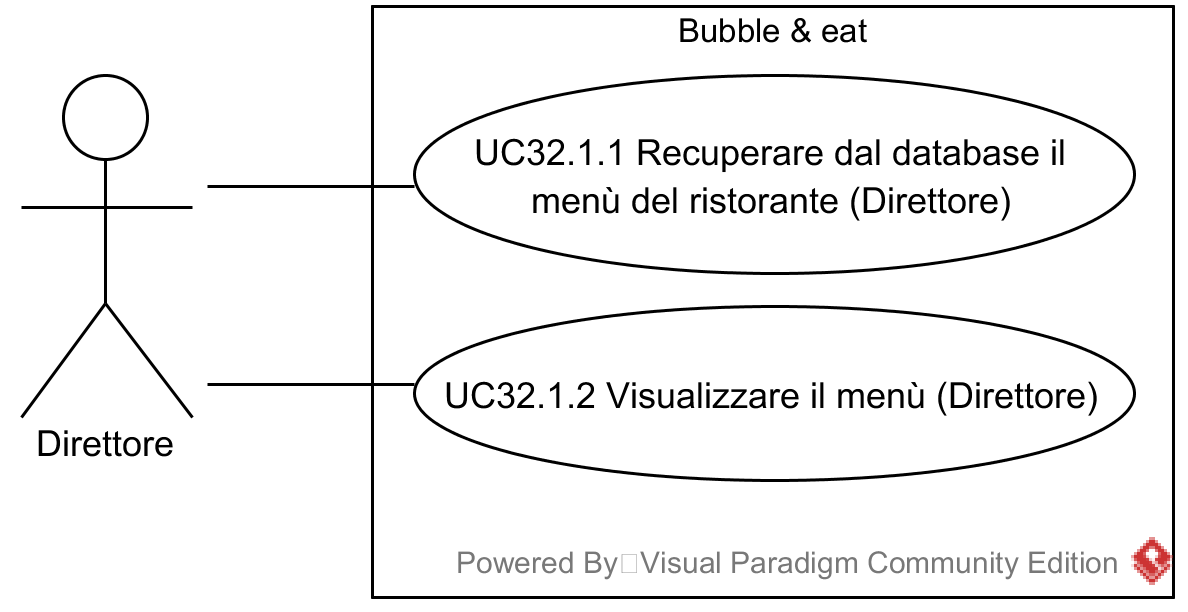 Bubble & eat
UC32.1.1 Recuperare dal database il
menù del ristorante (Direttore)
UC32.1.2 Visualizzare il menù (Direttore)
Direttore
Powered By□Visual Paradigm Community Edition